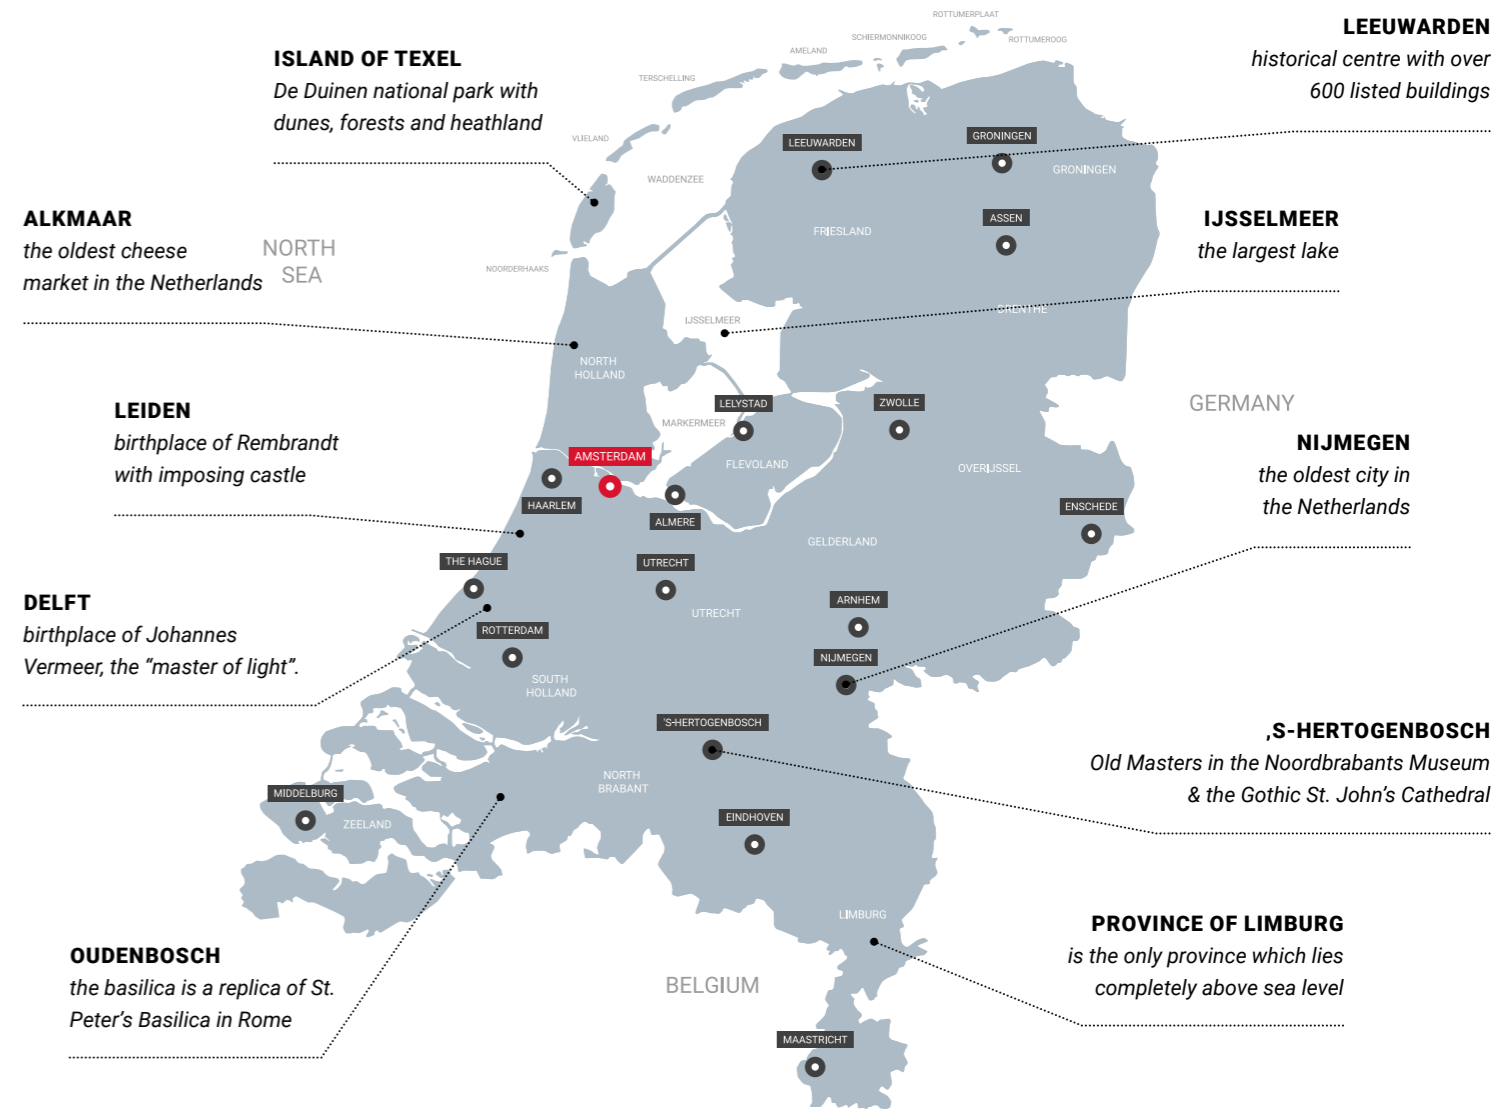 ROTTUMERPLAAT
LEEUWARDEN
historical centre with over
600 listed buildings
SCHIERMONNIKOOG
ROTTUMEROOG
AMELAND
ISLAND OF TEXEL
De Duinen national park with
dunes, forests and heathland
TERSCHELLING
VLIELAND
WADDENZEE
LEEUWARDEN
GRONINGEN
GRONINGEN
ALKMAAR
the oldest cheese
market in the Netherlands
NORTH
SEA
NOORDERHAAKS
FRIESLAND
ASSEN
IJSSELMEER
the largest lake
IJSSELMEER
DRENTHE
NORTH
HOLLAND
LEIDEN
birthplace of Rembrandt
with imposing castle
MARKERMEER
LELYSTAD
ZWOLLE
GERMANY
NIJMEGEN
the oldest city in
the Netherlands
AMSTERDAM
FLEVOLAND
OVERIJSSEL
HAARLEM
ALMERE
ENSCHEDE
GELDERLAND
THE HAGUE
UTRECHT
UTRECHT
ARNHEM
DELFT
birthplace of Johannes
Vermeer, the “master of light”.
ROTTERDAM
NIJMEGEN
SOUTH
HOLLAND
'S-HERTOGENBOSCH
,S-HERTOGENBOSCH
Old Masters in the Noordbrabants Museum
& the Gothic St. John’s Cathedral
NORTH
BRABANT
MIDDELBURG
ZEELAND
EINDHOVEN
LIMBURG
PROVINCE OF LIMBURG
is the only province which lies
completely above sea level
OUDENBOSCH
the basilica is a replica of St.
Peter’s Basilica in Rome
BELGIUM
MAASTRICHT